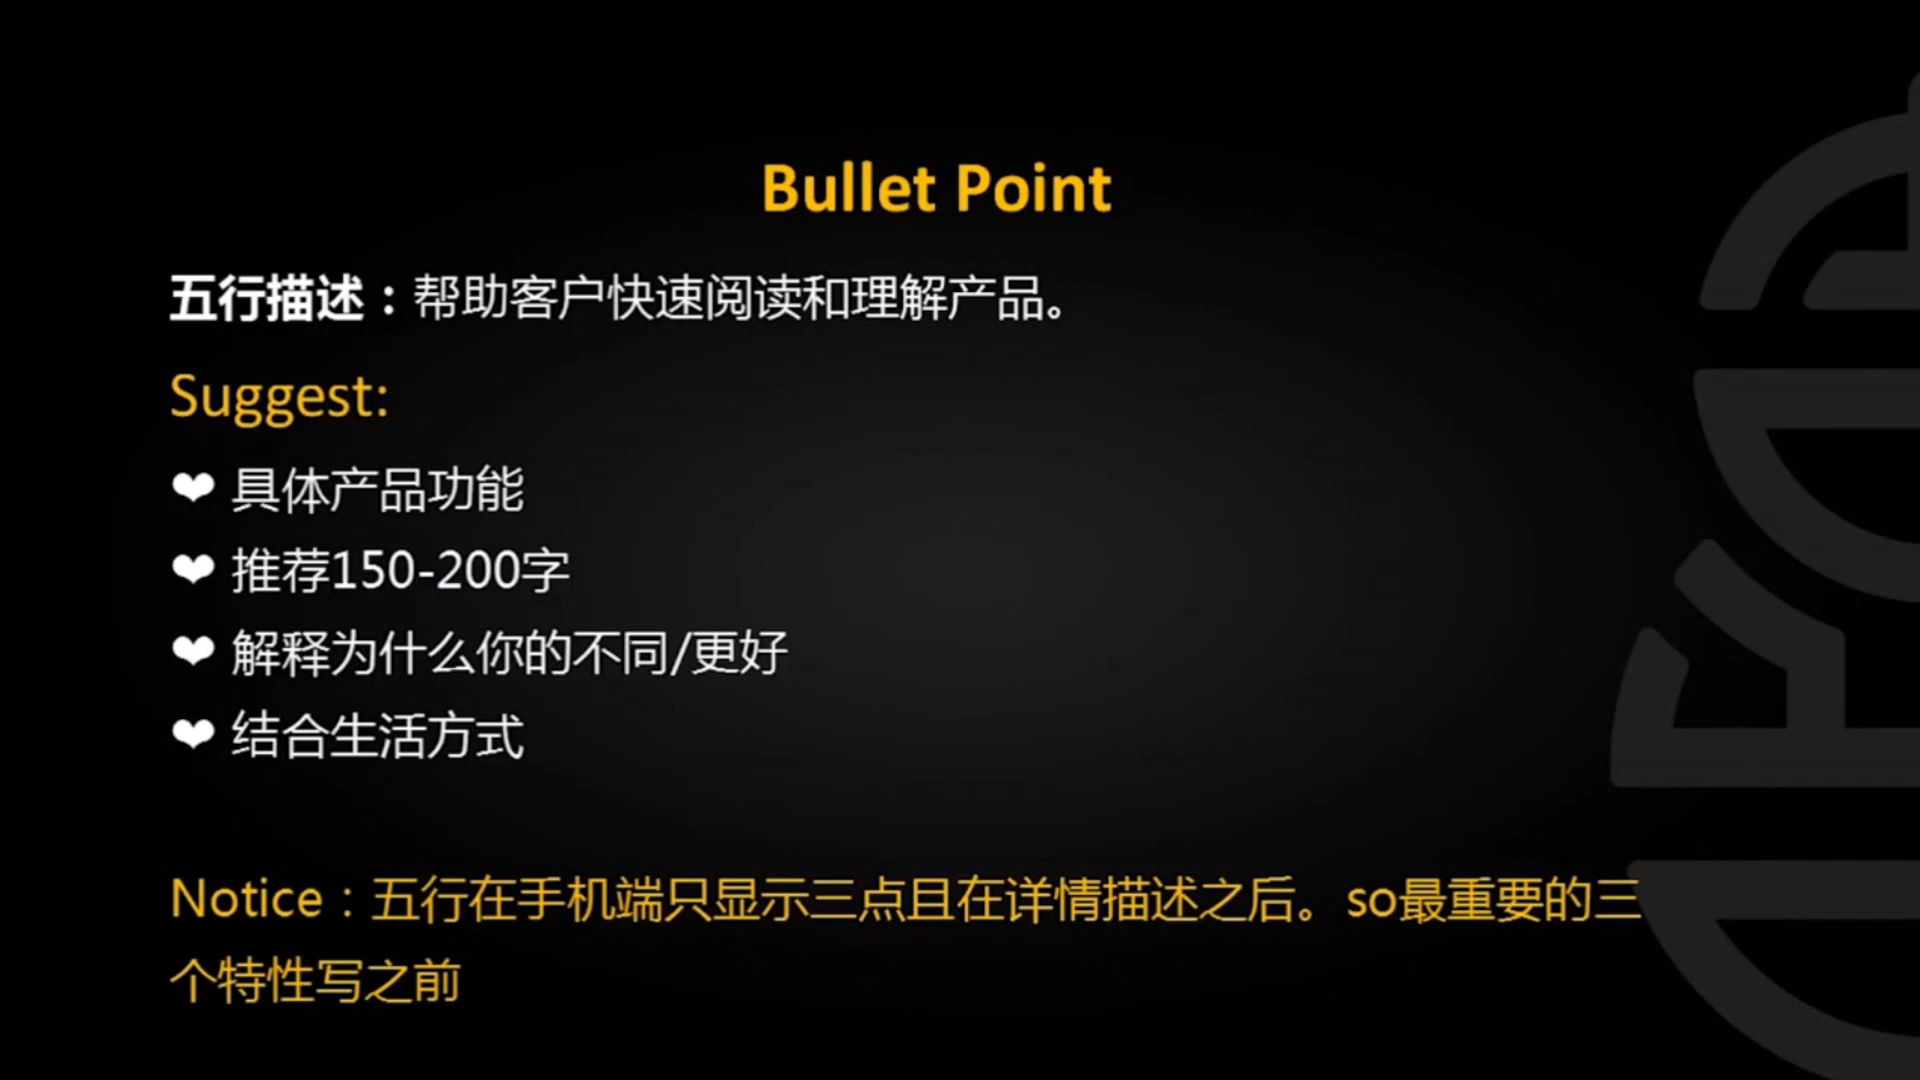 Bullet Point
五行描述：帮助客户快速阅读和理解产品。
Suggest:
❤ 具体产品功能
❤ 推荐150-200字
❤ 解释为什么你的不同/更好
❤ 结合生活方式
Notice：五行在手机端只显示三点且在详情描述之后。so最重要的三
个特性写之前